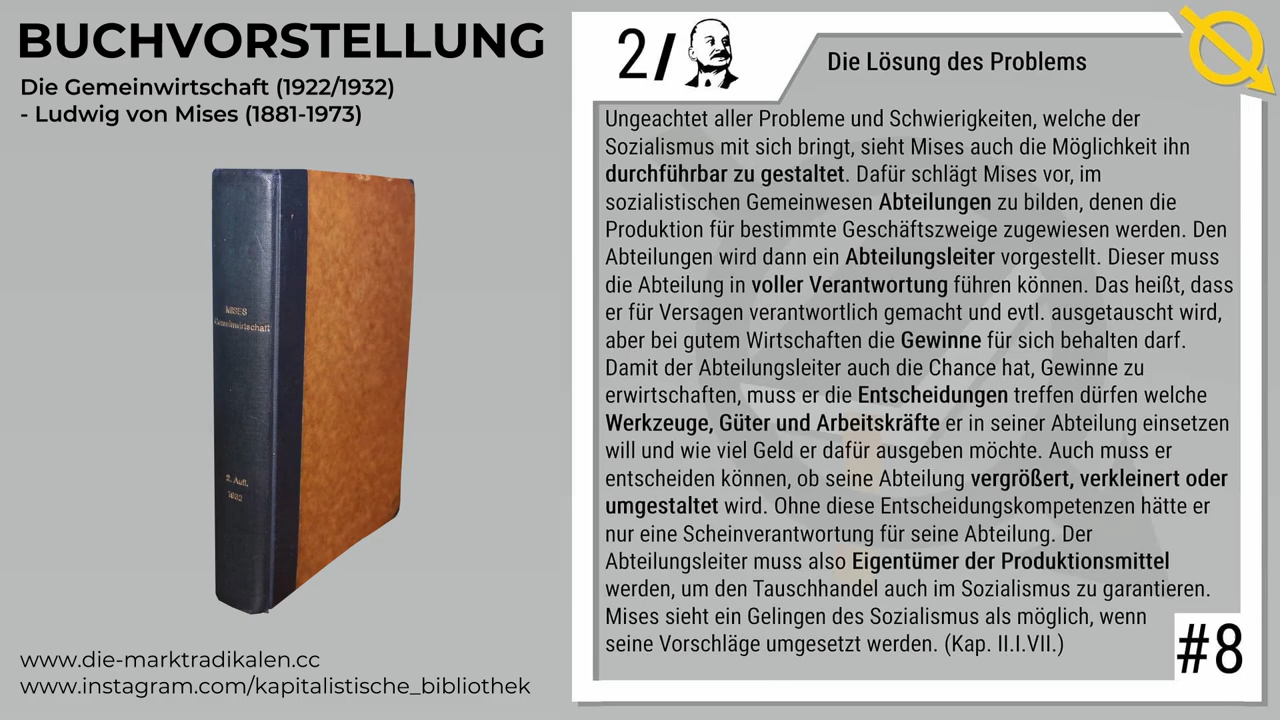 BUCHVORSTELLUNG
Die Gemeinwirtschaft (1922/1932)
- Ludwig von Mises (1881-1973)
MISES
Gemeinwirtschaft
2. Aufl.
1932
www.die-marktradikalen.cc
www.instagram.com/kapitalistische_bibliothek
2/
Die Lösung des Problems
Ungeachtet aller Probleme und Schwierigkeiten, welche der
Sozialismus mit sich bringt, sieht Mises auch die Möglichkeit ihn
durchführbar zu gestaltet. Dafür schlägt Mises vor, im
sozialistischen Gemeinwesen Abteilungen zu bilden, denen die
Produktion für bestimmte Geschäftszweige zugewiesen werden. Den
Abteilungen wird dann ein Abteilungsleiter vorgestellt. Dieser muss
die Abteilung in voller Verantwortung führen können. Das heißt, dass
er für Versagen verantwortlich gemacht und evtl. ausgetauscht wird,
aber bei gutem Wirtschaften die Gewinne für sich behalten darf.
Damit der Abteilungsleiter auch die Chance hat, Gewinne zu
erwirtschaften, muss er die Entscheidungen treffen dürfen welche
Werkzeuge, Güter und Arbeitskräfte er in seiner Abteilung einsetzen
will und wie viel Geld er dafür ausgeben möchte. Auch muss er
entscheiden können, ob seine Abteilung vergrößert, verkleinert oder
umgestaltet wird. Ohne diese Entscheidungskompetenzen hätte er
nur eine Scheinverantwortung für seine Abteilung. Der
Abteilungsleiter muss also Eigentümer der Produktionsmittel
werden, um den Tauschhandel auch im Sozialismus zu garantieren.
Mises sieht ein Gelingen des Sozialismus als möglich, wenn
seine Vorschläge umgesetzt werden. (Kap. II.I.VII.)
#8